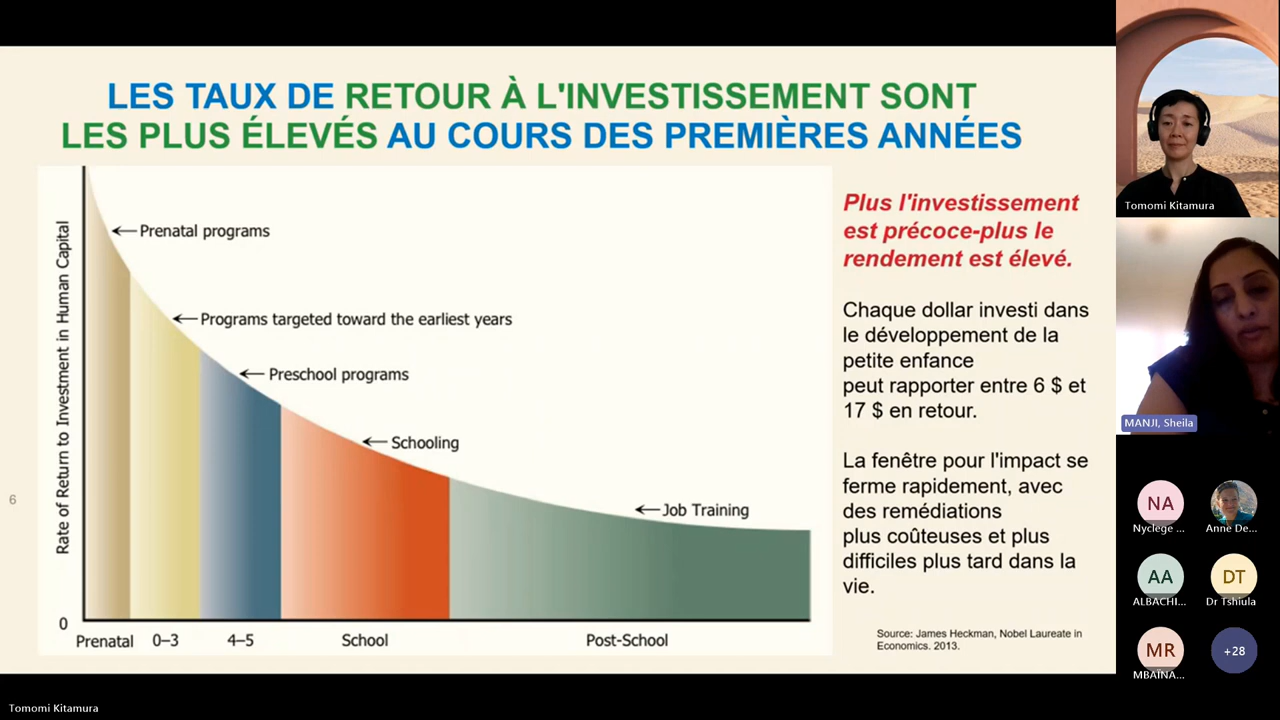 LES TAUX DE RETOUR À L'INVESTISSEMENT SONT
LES PLUS ÉLEVÉS AU COURS DES PREMIÈRES ANNÉES
Rate of Return to Investment in Human Capital
Prenatal programs
Programs targeted toward the earliest years
Preschool programs
Schooling
Job Training
0
Prenatal
0–3
4–5
School
Post-School
6
Plus l'investissement
est précoce-plus le
rendement est élevé.
Chaque dollar investi dans
le développement de la
petite enfance
peut rapporter entre 6 $ et
17 $ en retour.
La fenêtre pour l'impact se
ferme rapidement, avec
des remédiations
plus coûteuses et plus
difficiles plus tard dans la
vie.
Source: James Heckman, Nobel Laureate in
Economics. 2013.
Tomomi Kitamura
MANJI, Sheila
NA
Nyclege ...
Anne De...
AA
ALBACHI...
DT
Dr Tshiula
MR
MBAÏNA...
+28
Tomomi Kitamura